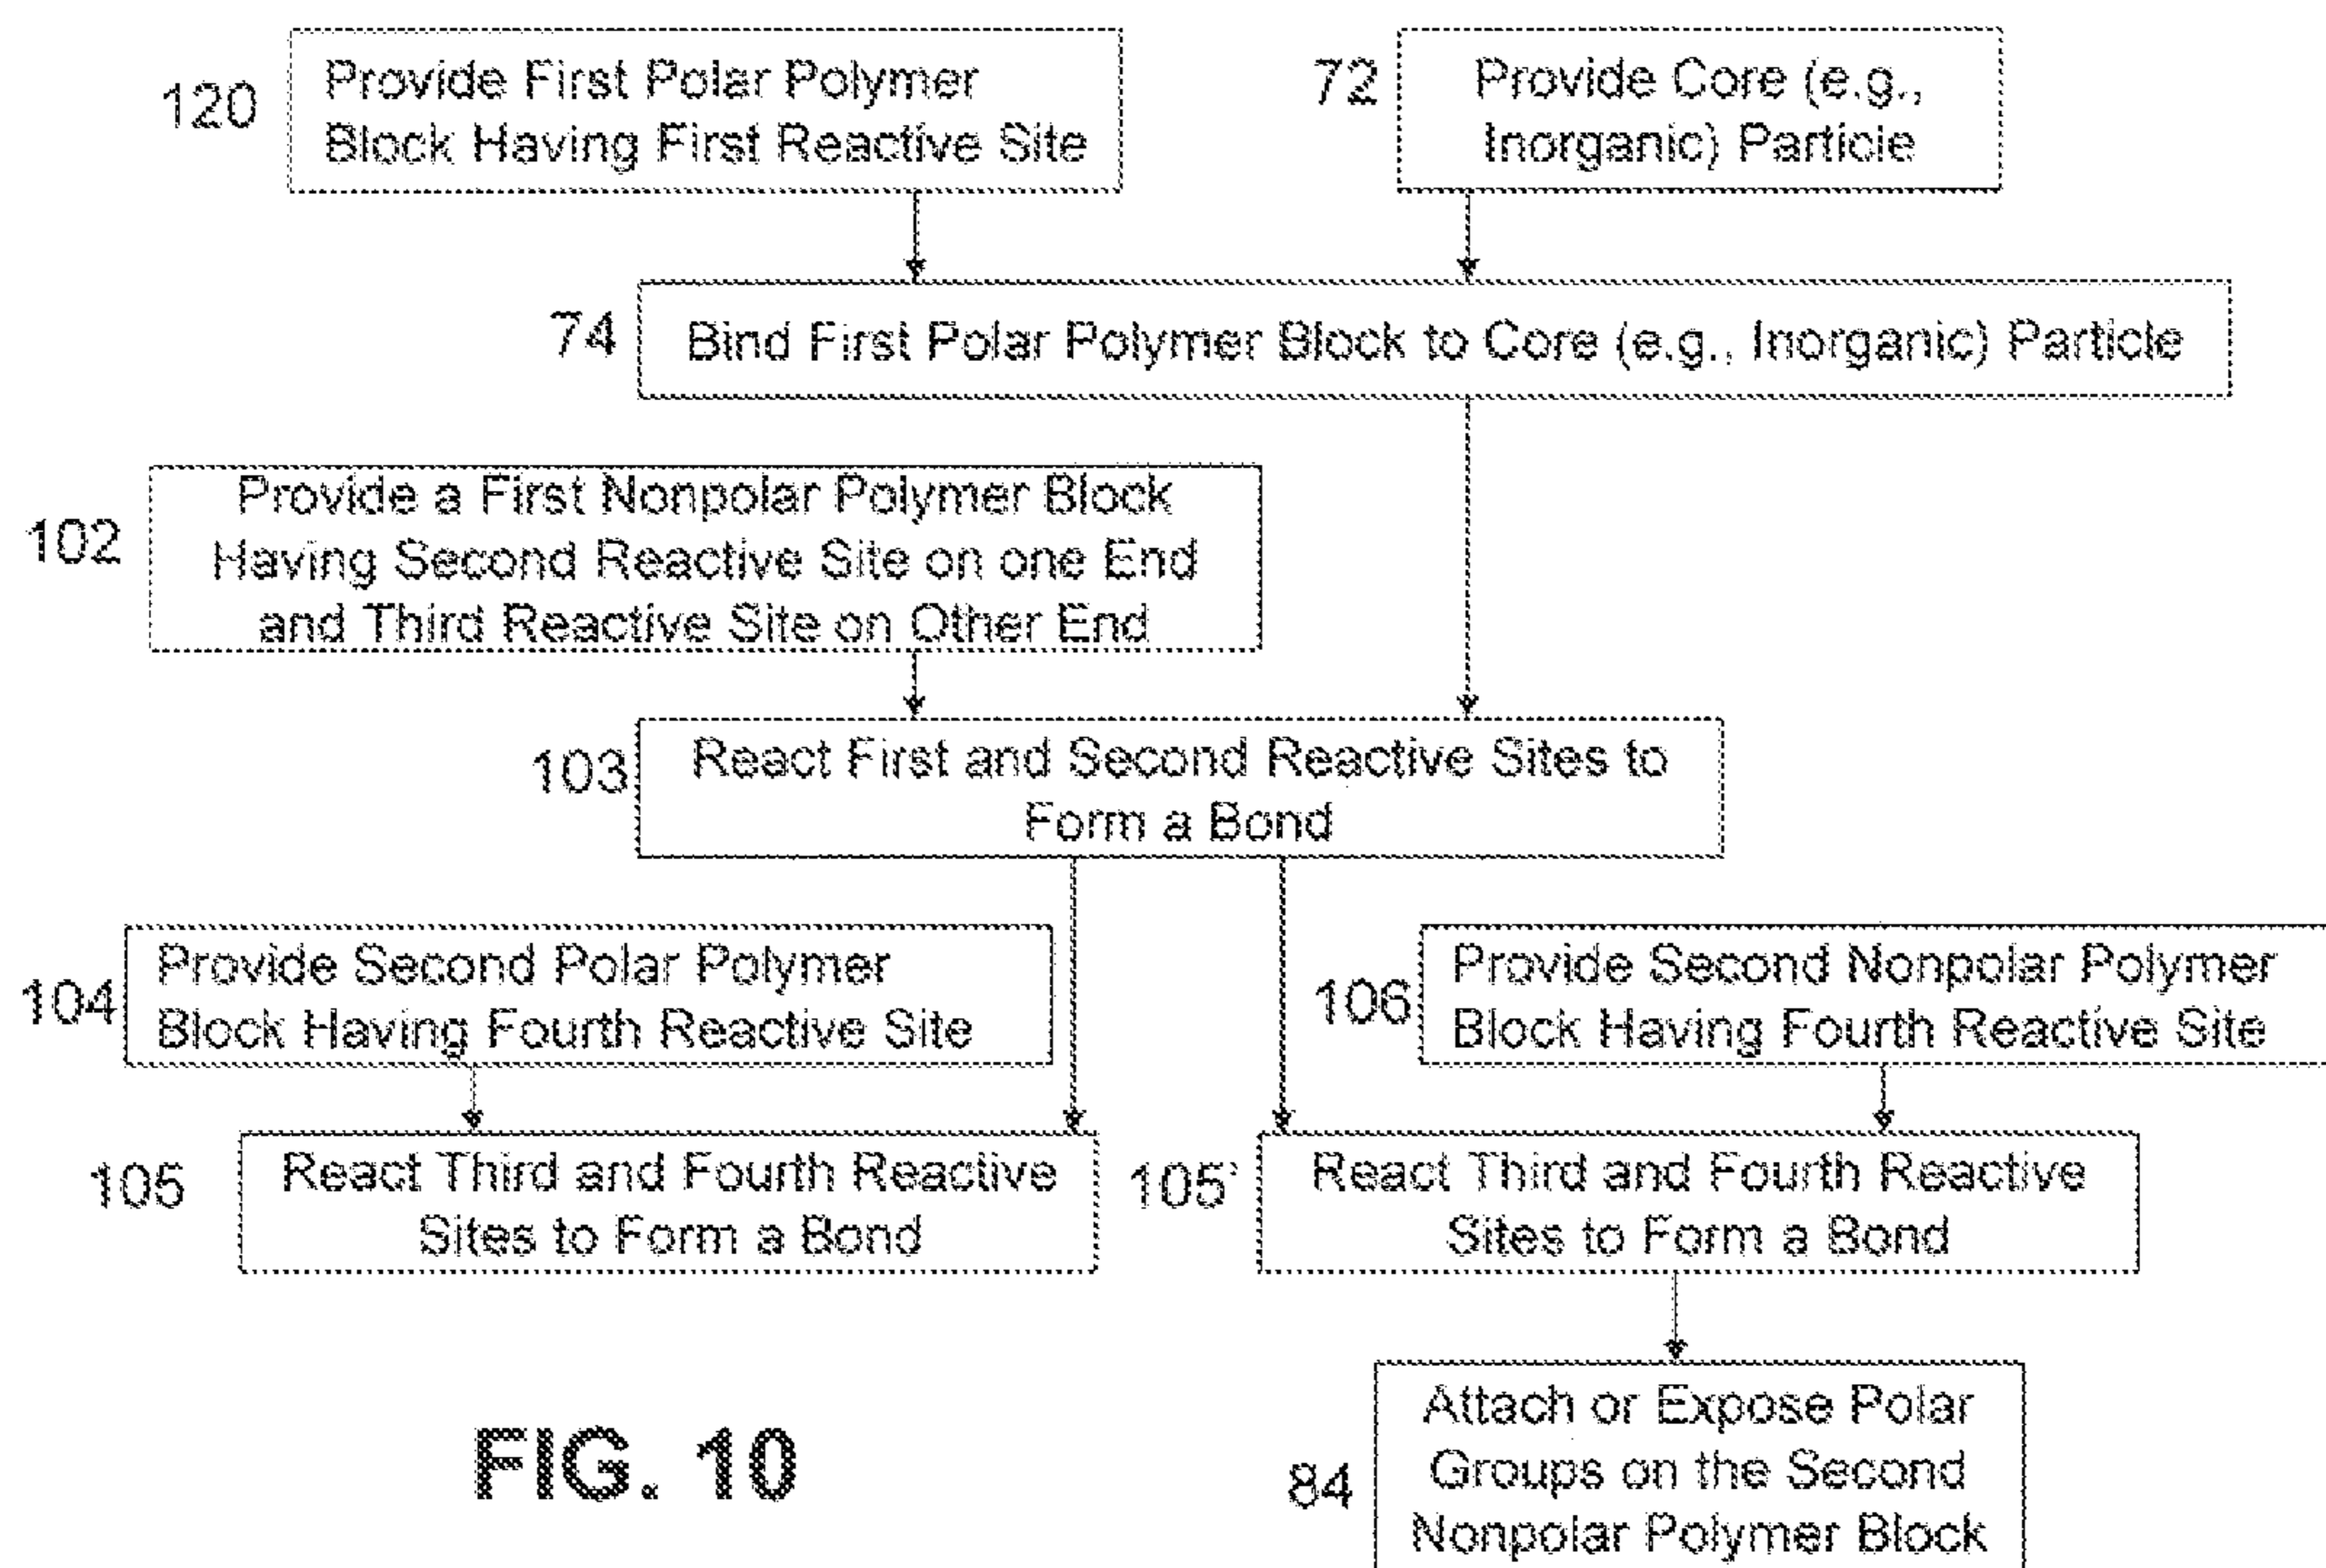 120
Provide First Polar Polymer
Block Having First Reactive Site
72
Provide Core (e.g.,
Inorganic) Particle
74
Bind First Polar Polymer Block to Core (e.g., Inorganic) Particle
102
Provide a First Nonpolar Polymer Block
Having Second Reactive Site on one End
and Third Reactive Site on Other End
103
React First and Second Reactive Sites to
Form a Bond
104
Provide Second Polar Polymer
Block Having Fourth Reactive Site
106
Provide Second Nonpolar Polymer
Block Having Fourth Reactive Site
105
React Third and Fourth Reactive
Sites to Form a Bond
105'
React Third and Fourth Reactive
Sites to Form a Bond
84
Attach or Expose Polar
Groups on the Second
Nonpolar Polymer Block
FIG. 10